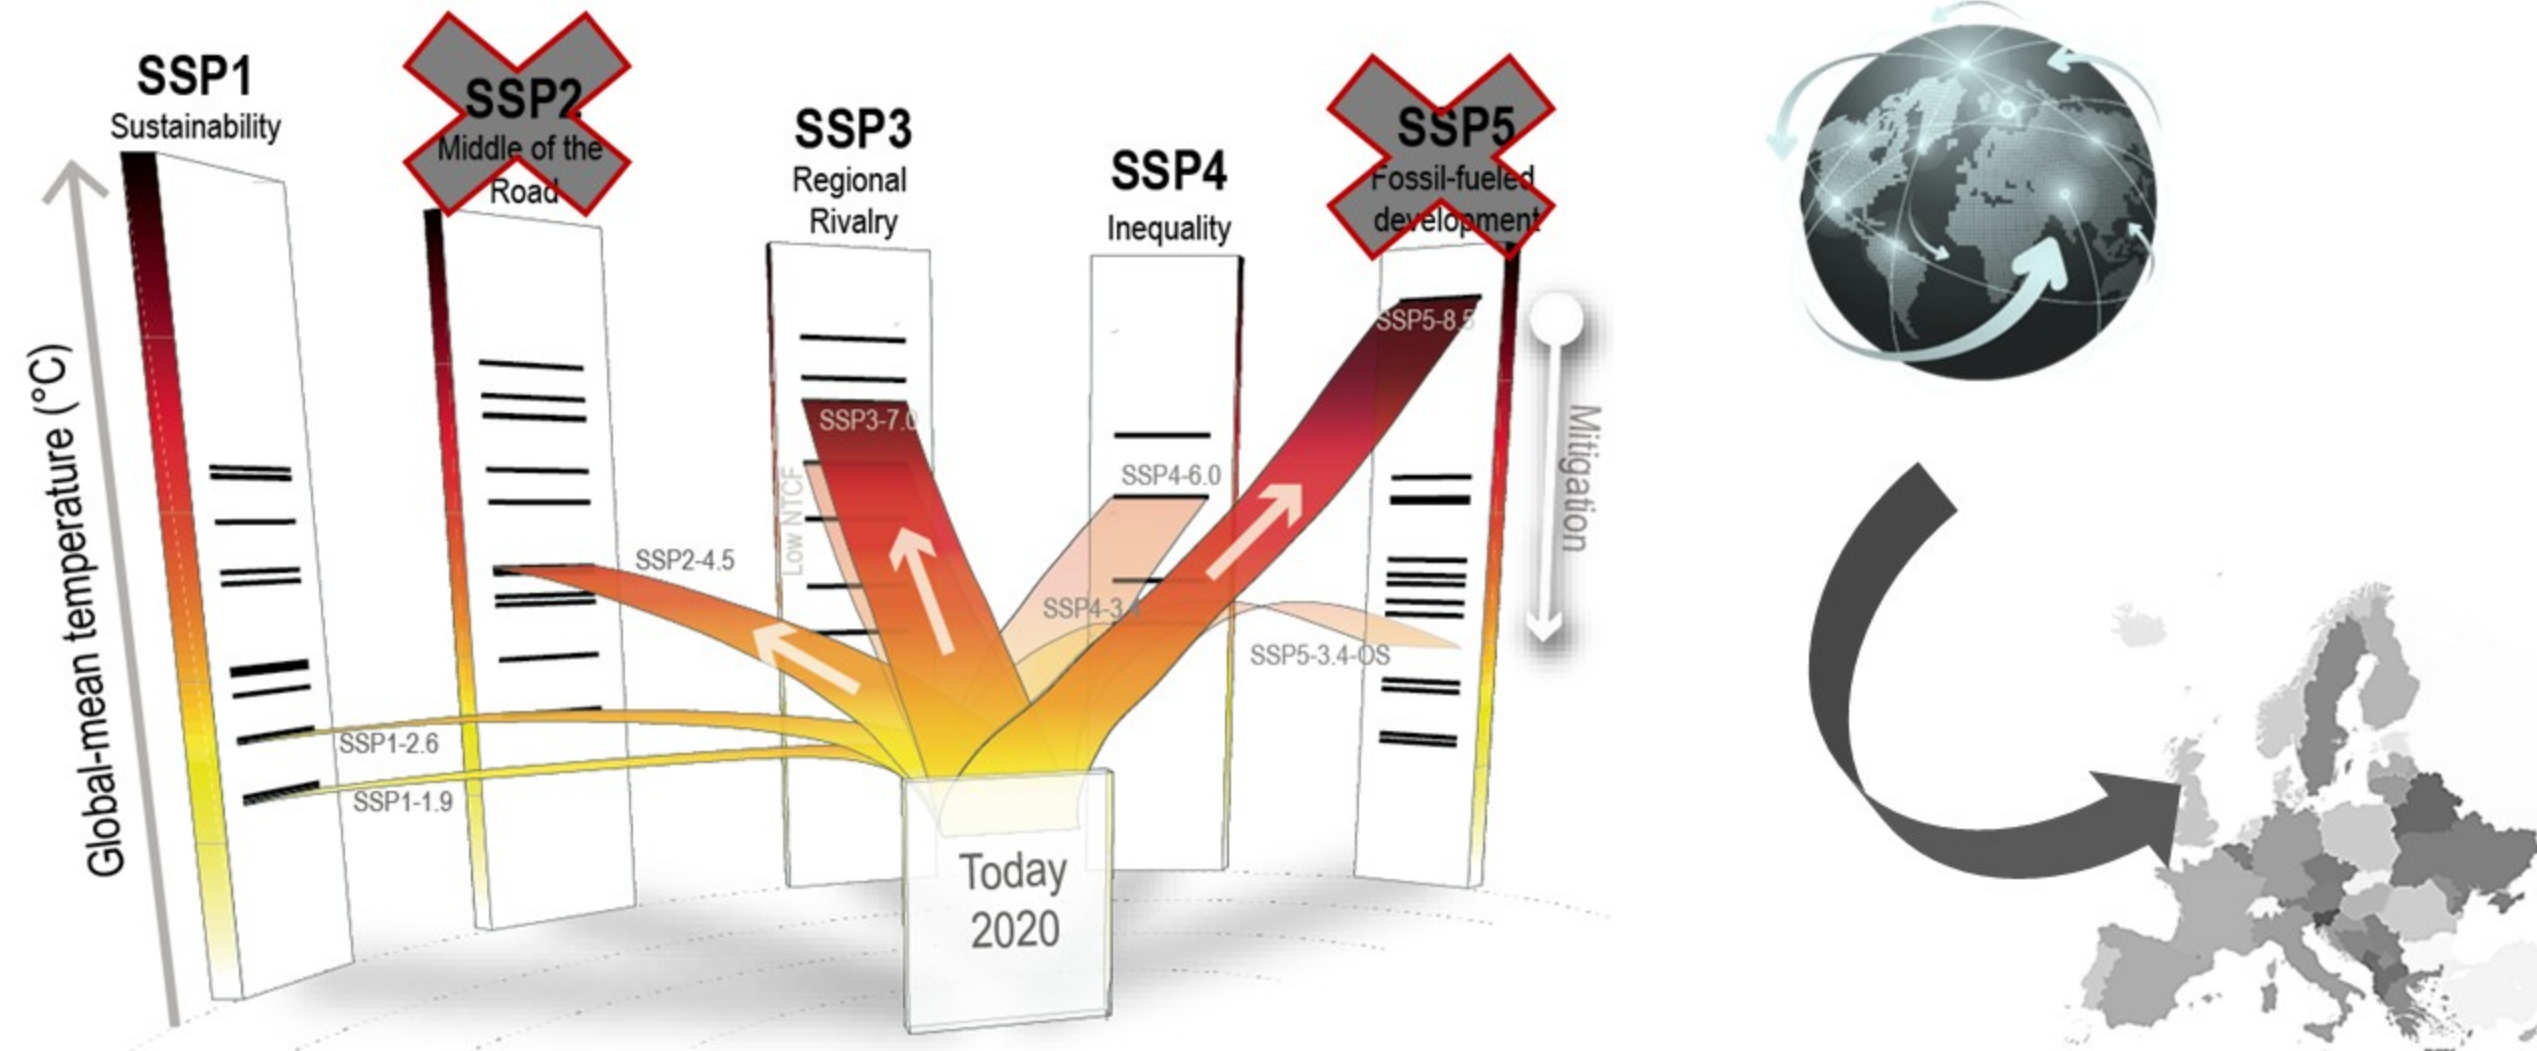 SSP1
Sustainability
SSP2
Middle of the
Road
SSP3
Regional
Rivalry
SSP4
Inequality
SSP5
Fossil-fueled
development
Global-mean temperature (°C)
SSP5-8.5
SSP3-7.0
Low NTCF
SSP4-6.0
Mitigation
SSP2-4.5
SSP4-3.4
SSP5-3.4-OS
SSP1-2.6
SSP1-1.9
Today
2020